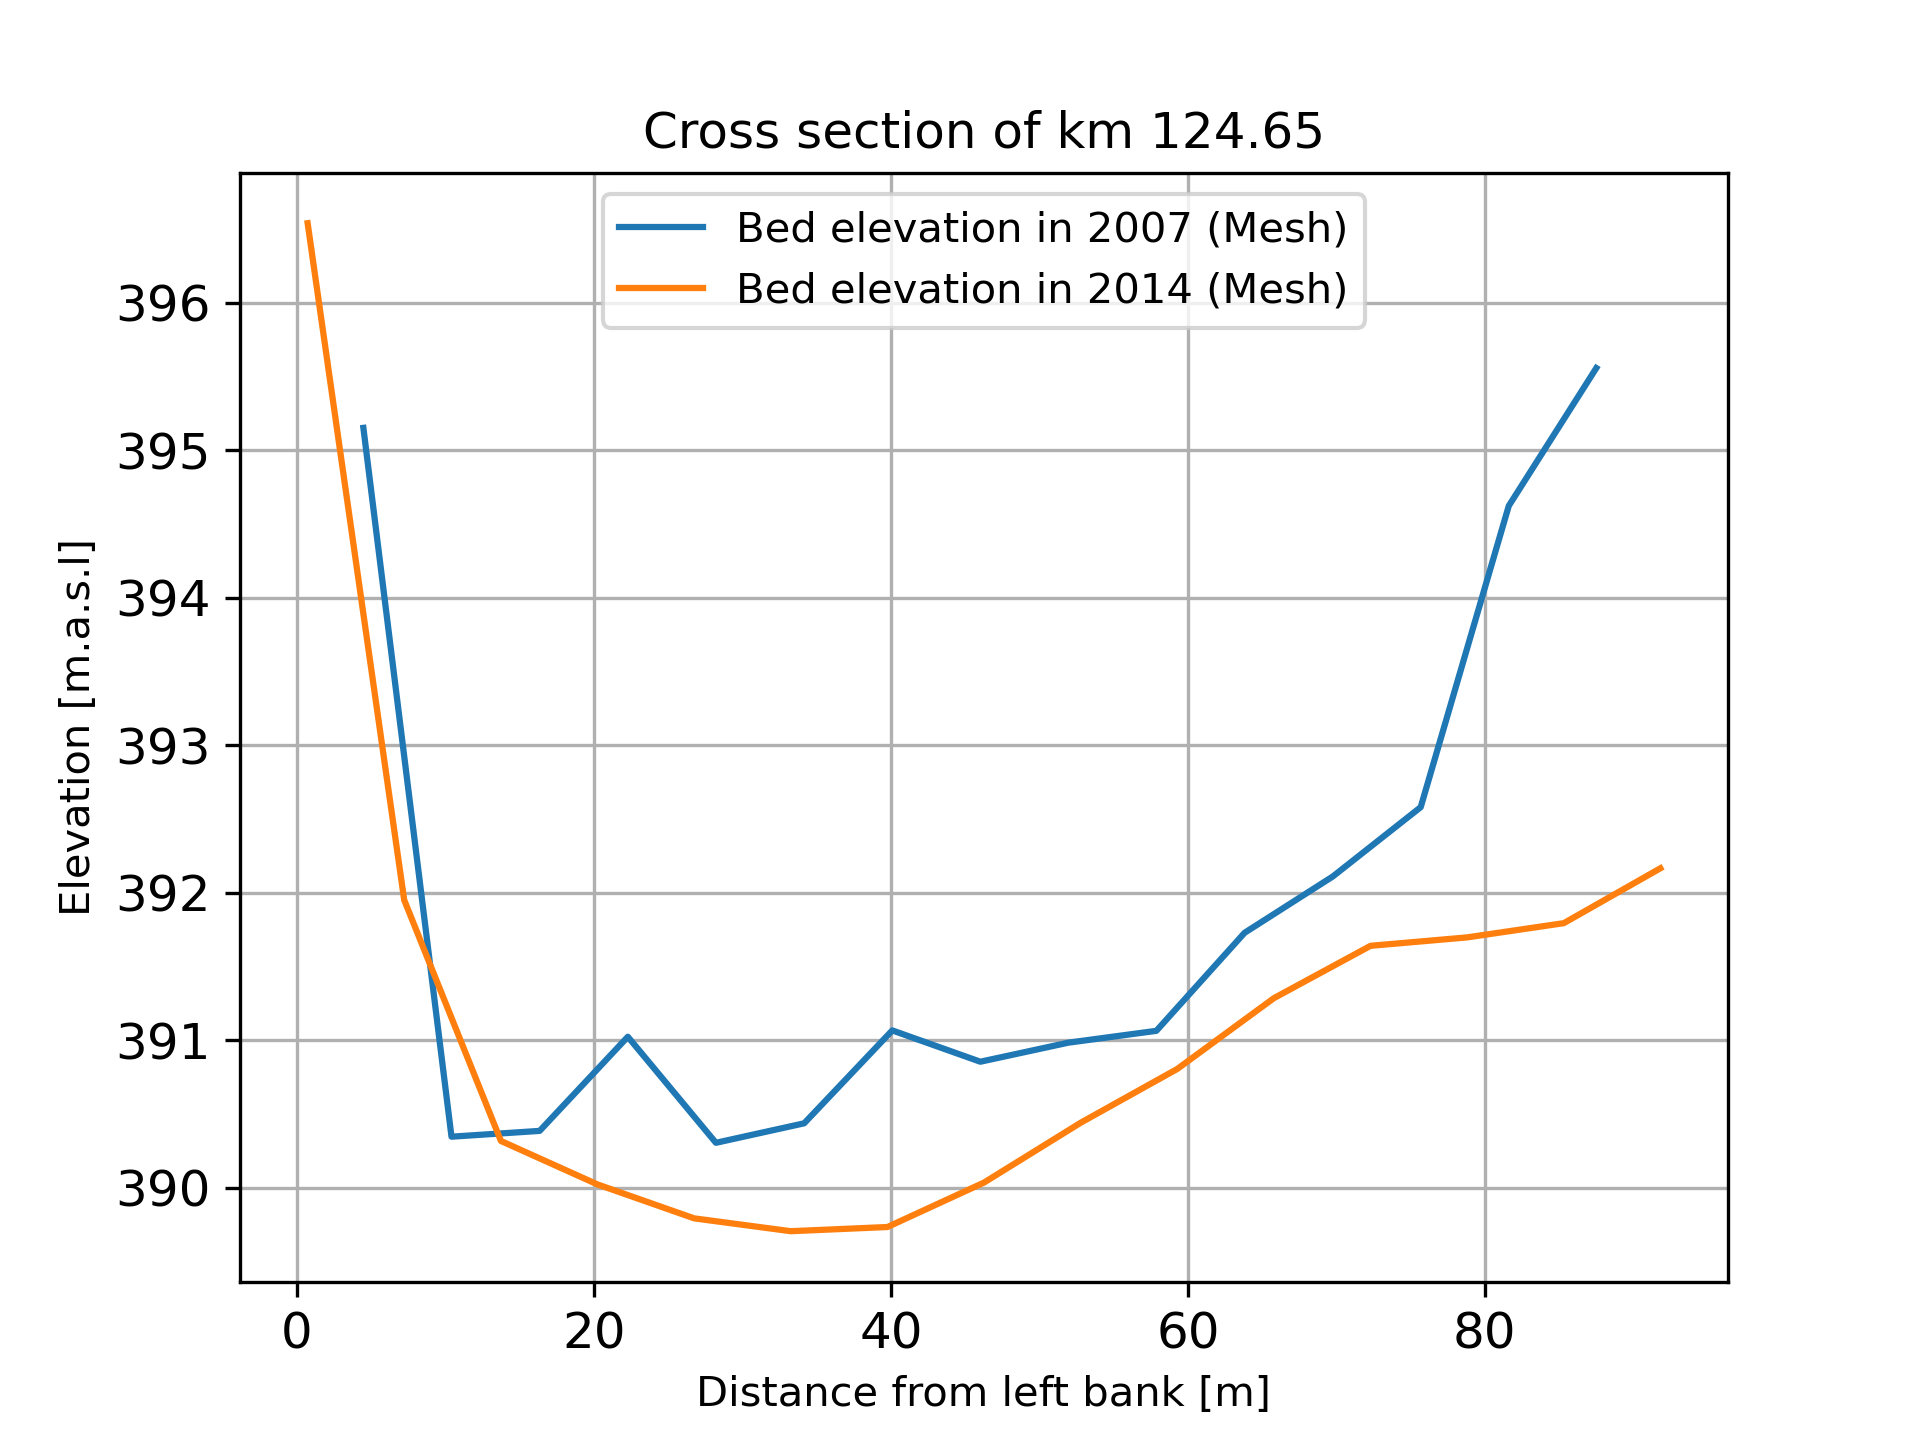 Cross section of km 124.65
Bed elevation in 2007 (Mesh)
Bed elevation in 2014 (Mesh)
Elevation [m.a.s.l]
396
395
394
393
392
391
390
0 20 40 60 80
Distance from left bank [m]